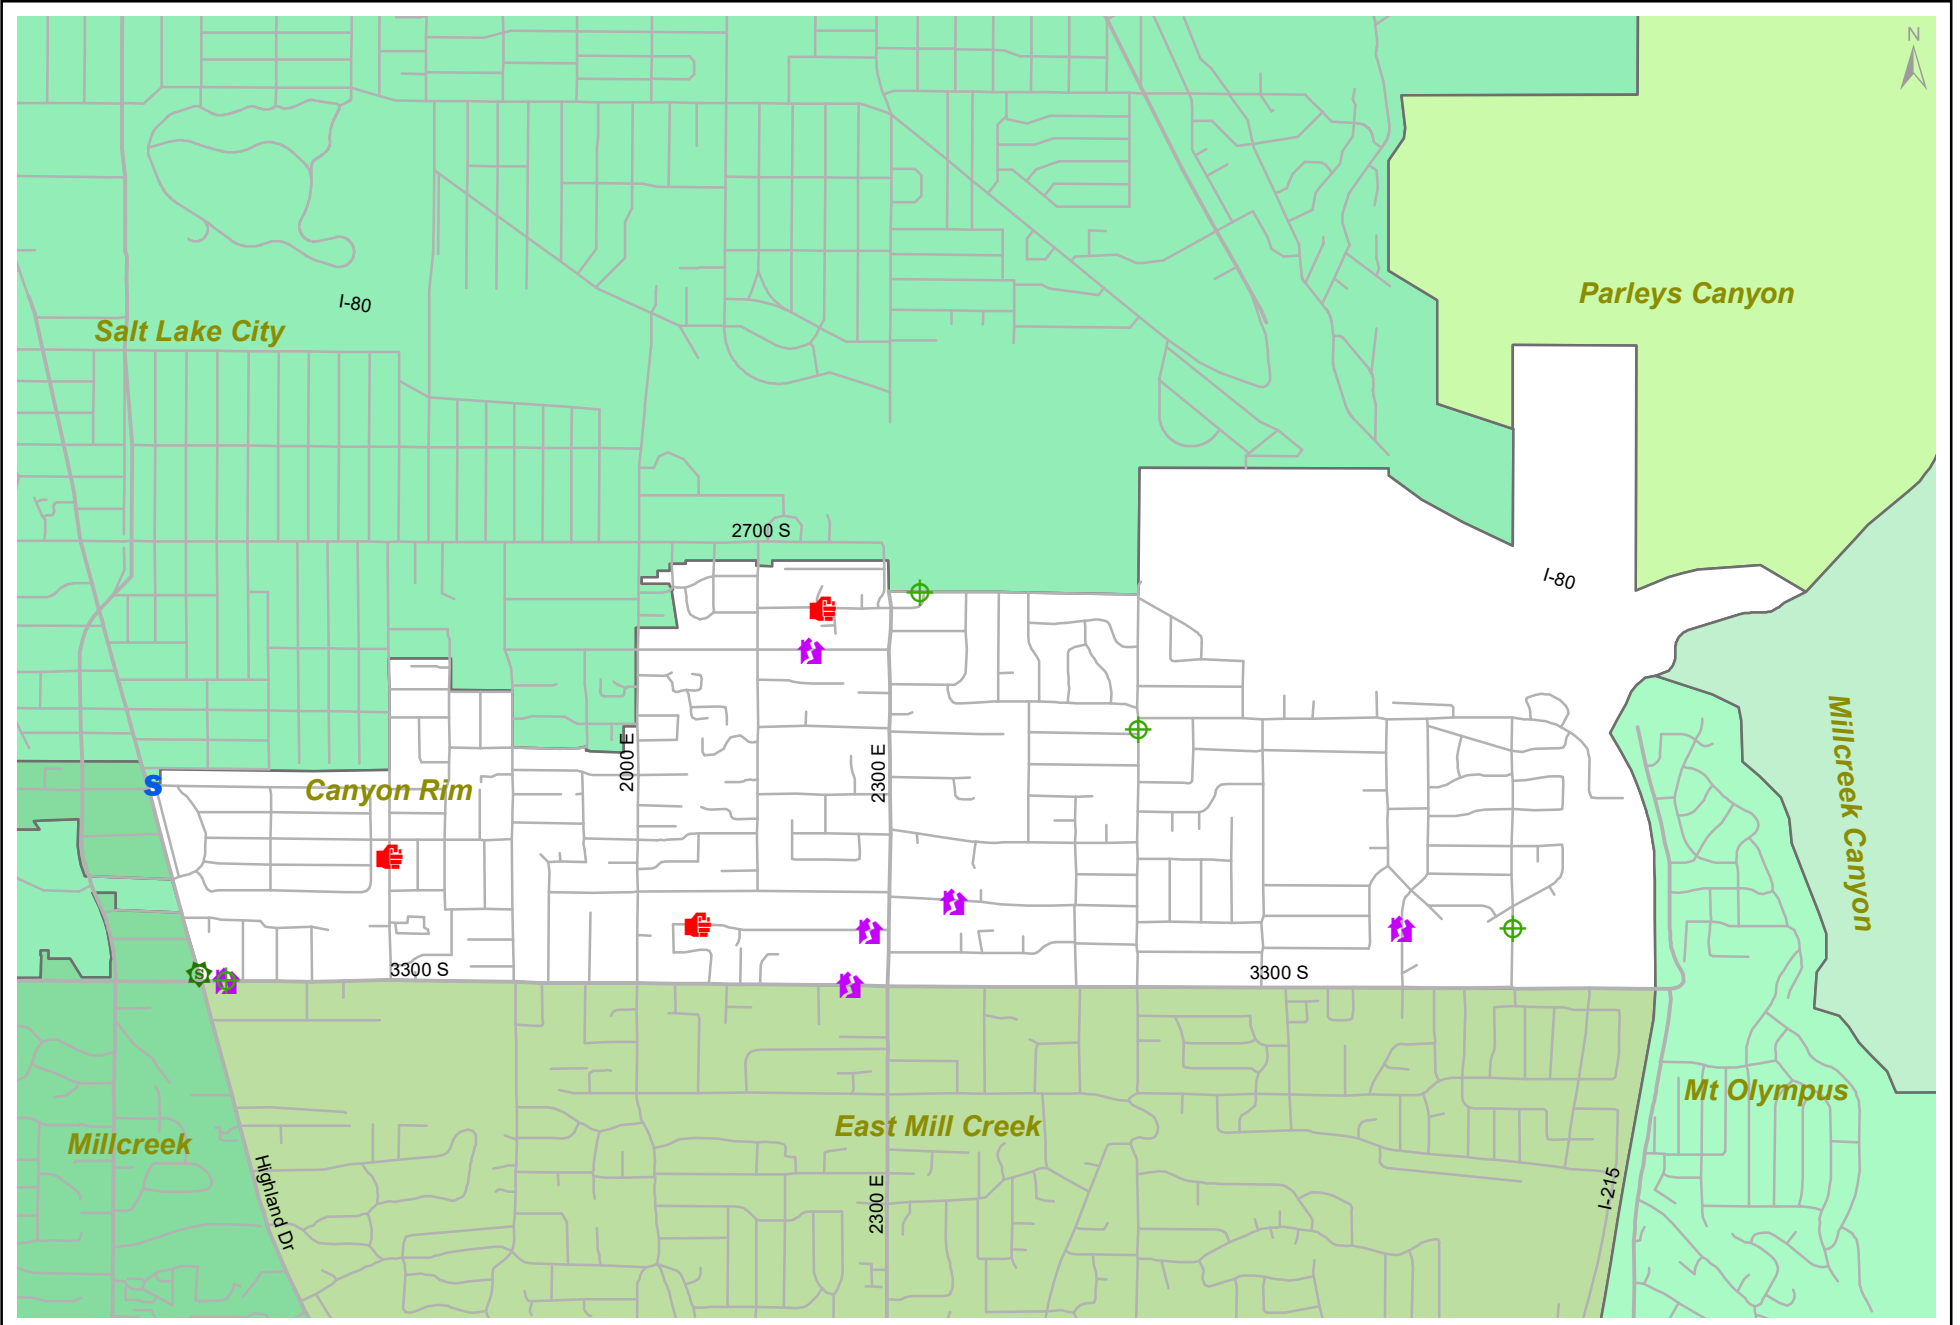 N
Parleys Canyon
I-80
Salt Lake City
2700 S
I-80
Millcreek Canyon
2000 E
2300 E
S
Canyon Rim
3300 S
3300 S
S
Mt Olympus
East Mill Creek
Millcreek
Highland Dr
2300 E
I-215